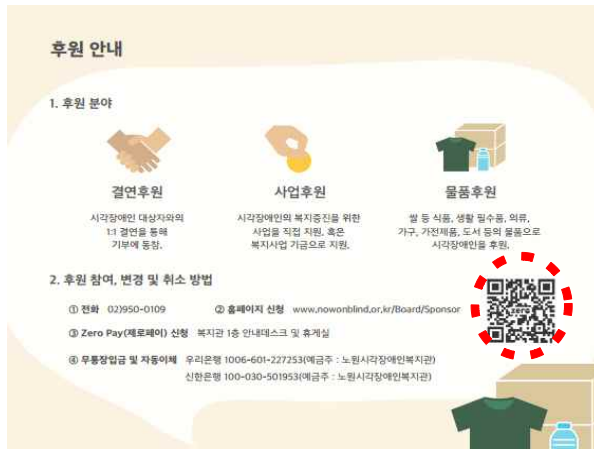 후원 안내
1. 후원 분야
결연후원
시각장애인 대상자와의
1:1 결연을 통해
기부에 동참.
사업후원
시각장애인의 복지증진을 위한
사업을 직접 지원. 혹은
복지사업 기금으로 지원.
물품후원
쌀 등 식품, 생활 필수품, 의류,
가구, 가전제품, 도서 등의 물품으로
시각장애인을 후원.
2. 후원 참여, 변경 및 취소 방법
① 전화 02)950-0109 ② 홈페이지 신청 www.nowonblind.or.kr/Board/Sponsor
③ Zero Pay(제로페이) 신청 복지관 1층 안내데스크 및 휴게실
④ 무통장입금 및 자동이체 우리은행 1006-601-227253(예금주 : 노원시각장애인복지관)
신한은행 100-030-501953(예금주 : 노원시각장애인복지관)
zero